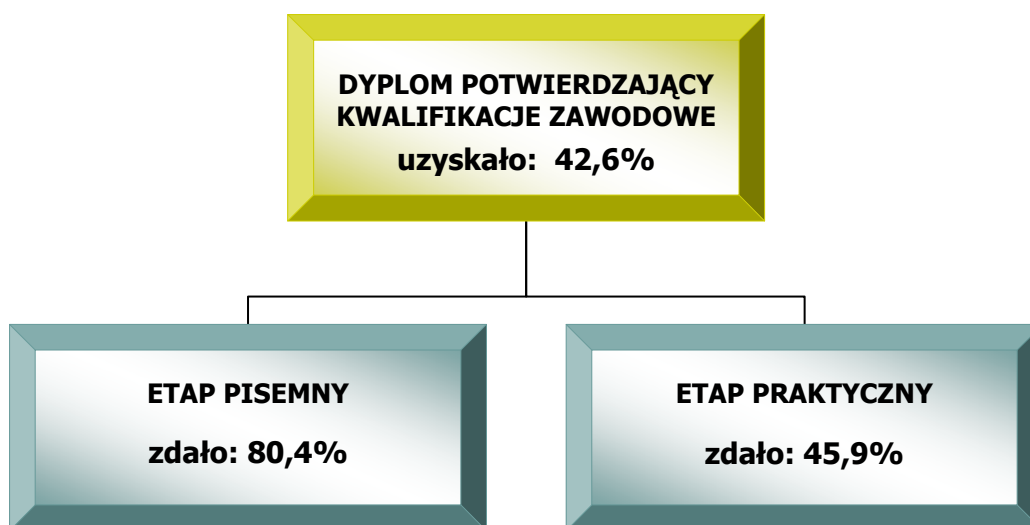 DYPLOM POTWIERDZAJĄCY
KWALIFIKACJE ZAWODOWE
uzyskało: 42,6%
ETAP PISEMNY
zdało: 80,4%
ETAP PRAKTYCZNY
zdało: 45,9%